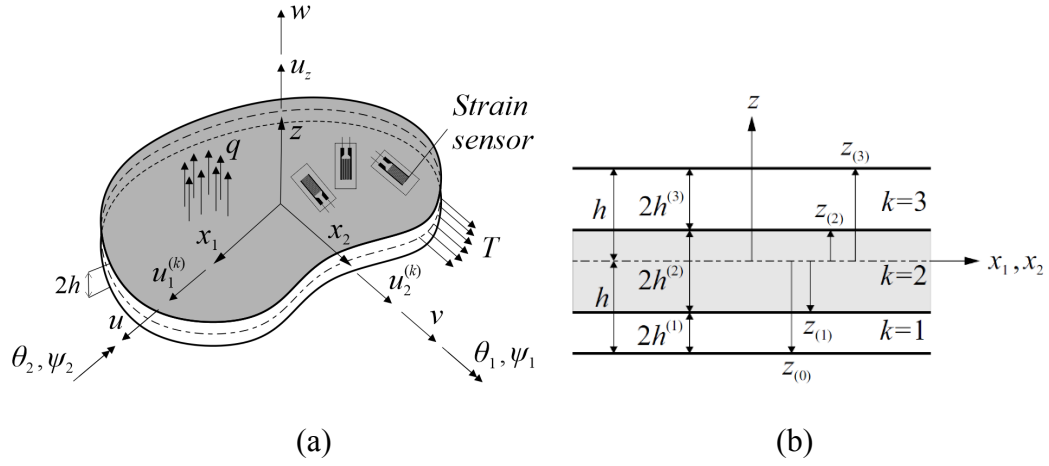 w
u_z
Strain
sensor
z
q
x_1
x_2
T
u_1^{(k)}
u_2^{(k)}
2h
u
v
θ_2, ψ_2
θ_1, ψ_1
(a)
z
z_{(3)}
h
2h^{(3)}
z_{(2)}
k=3
x_1, x_2
2h^{(2)}
k=2
h
z_{(1)}
2h^{(1)}
k=1
z_{(0)}
(b)